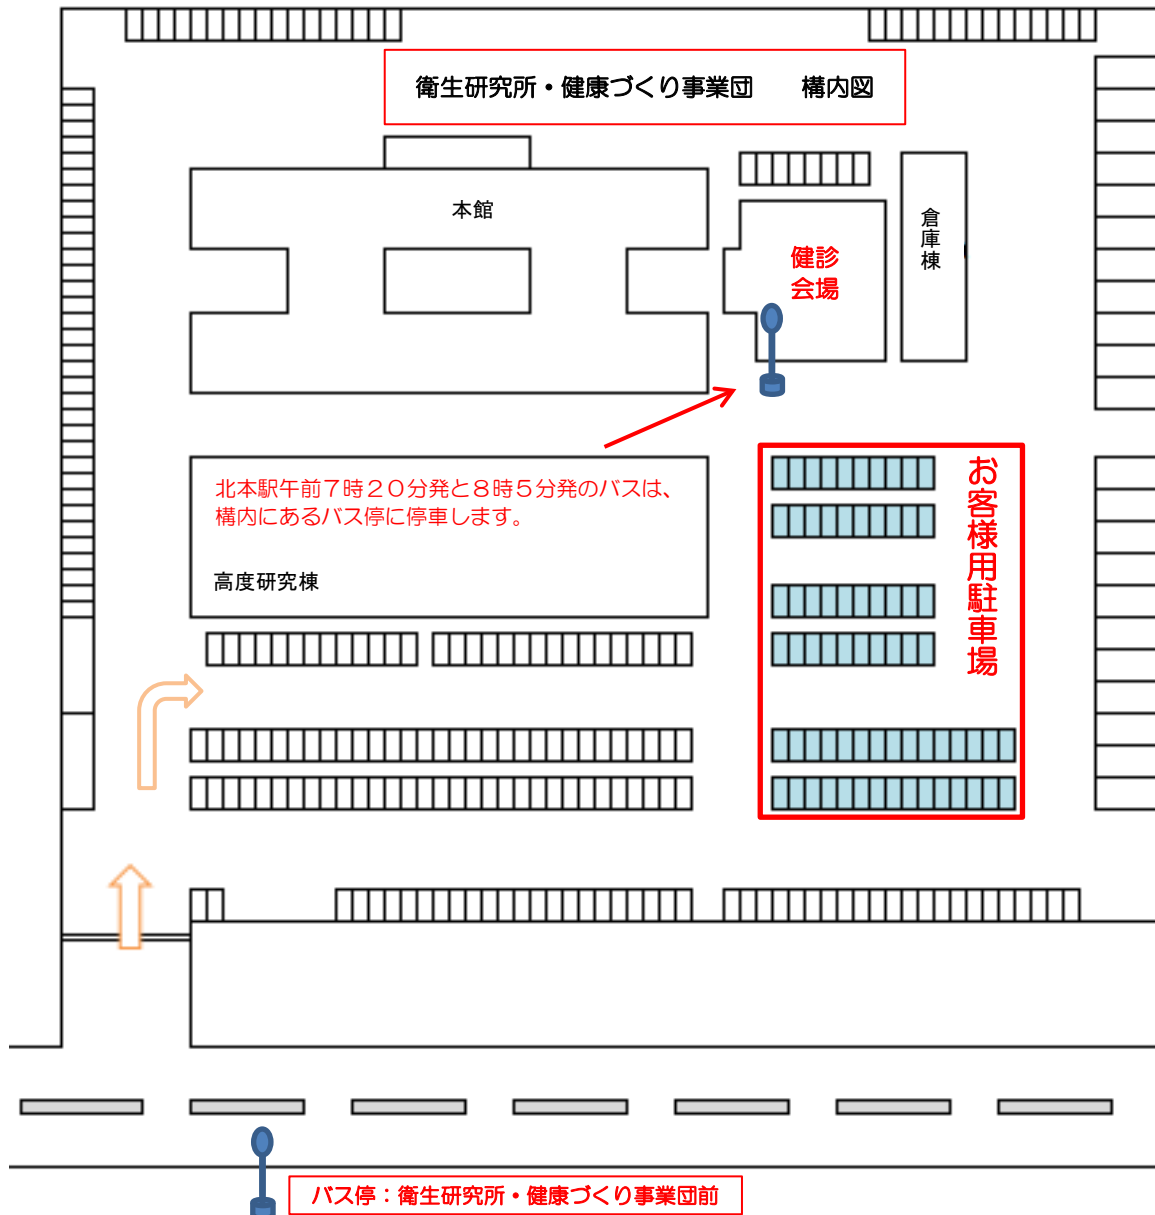 衛生研究所・健康づくり事業団　　構内図
本館
倉庫棟
健診
会場
北本駅午前７時２０分発と８時５分発のバスは、
構内にあるバス停に停車します。
高度研究棟
お客様用駐車場
バス停：衛生研究所・健康づくり事業団前